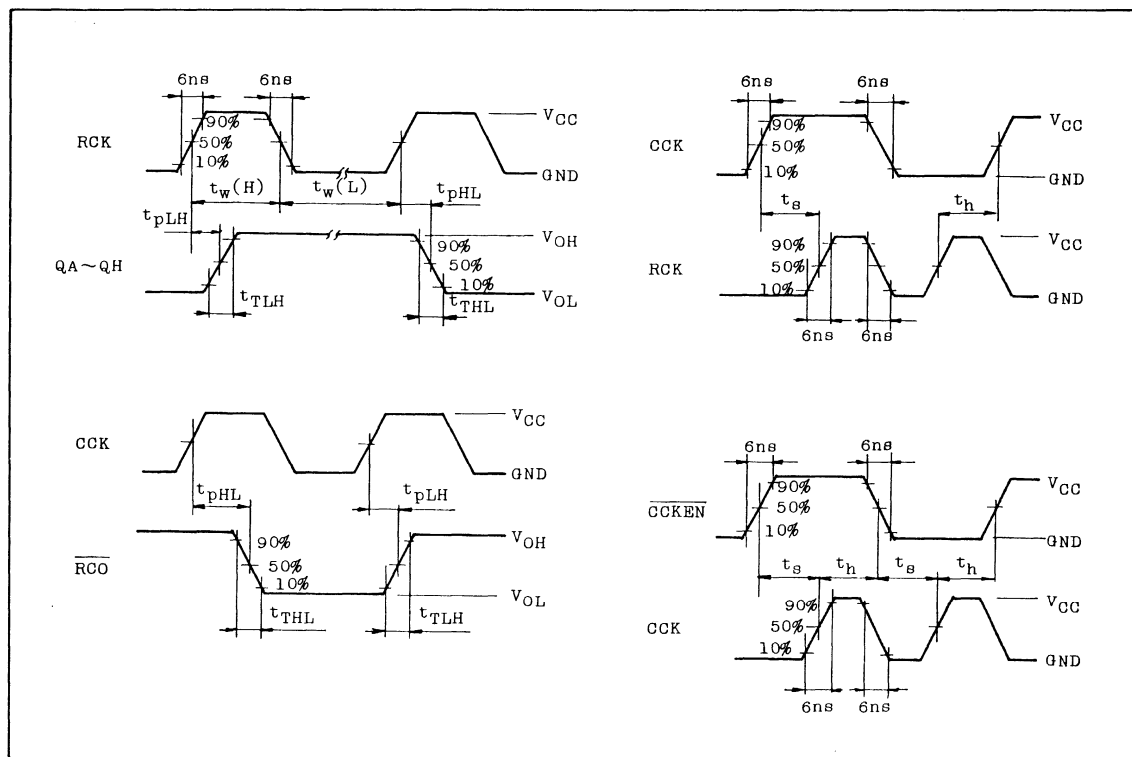 6ns 6ns
RCK
90%
50%
10%
VCC
GND
tw(H) tw(L) tpHL
tpLH
QA~QH
VOH
90%
50%
10%
VOL
tTLH tTHL
6ns 6ns
CCK
90%
50%
10%
VCC
GND
ts th
RCK
90%
50%
10%
VCC
GND
6ns 6ns
CCK
VCC
GND
tpHL tpLH
RCO
90%
50%
10%
VOH
VOL
tTHL tTLH
6ns 6ns
CCKEN
90%
50%
10%
VCC
GND
ts th ts th
CCK
90%
50%
10%
VCC
GND
6ns 6ns